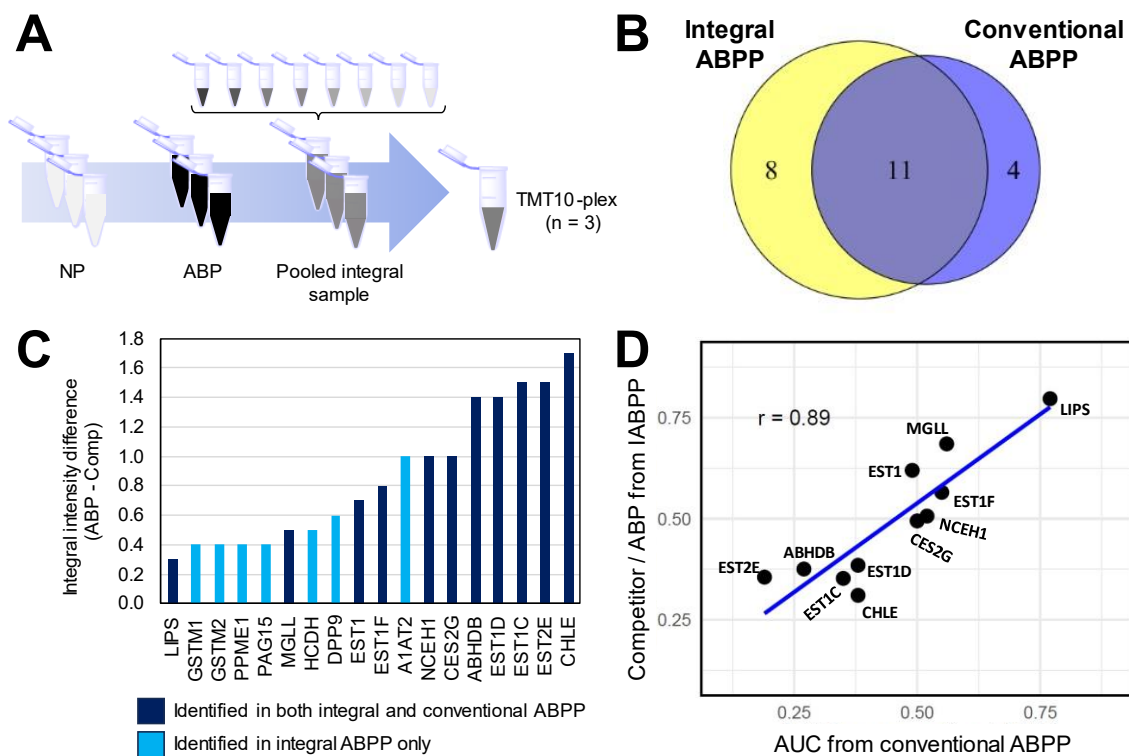 A
NP
ABP
Pooled integral
sample
TMT10-plex
(n = 3)
B
Integral
ABPP
Conventional
ABPP
8
11
4
C
Integral intensity difference
(ABP - Comp)
1.8
1.6
1.4
1.2
1.0
0.8
0.6
0.4
0.2
0.0
LIPS
GSTM1
GSTM2
PPME1
PAG15
MGLL
HCDH
DPP9
EST1
EST1F
A1AT2
NCEH1
CES2G
ABHDB
EST1D
EST1C
EST2E
CHLE
Identified in both integral and conventional ABPP
Identified in integral ABPP only
D
Competitor / ABP from IABPP
0.75
0.50
0.25
r = 0.89
LIPS
MGLL
EST1
EST1F
NCEH1
CES2G
ABHDB
EST2E
EST1D
EST1C
CHLE
0.25
0.50
0.75
AUC from conventional ABPP